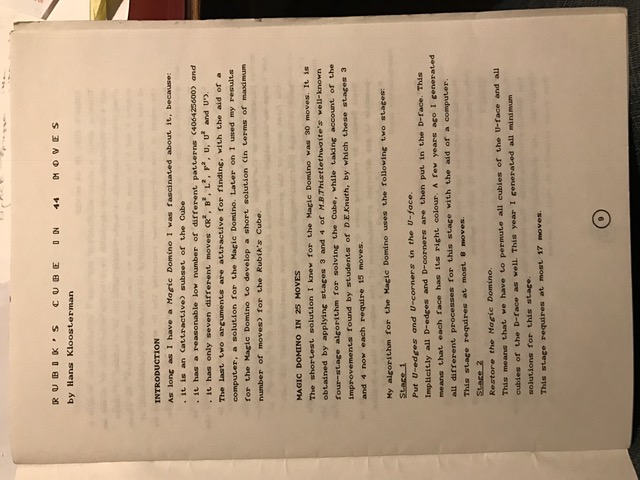 RUBIK'S CUBE IN 44 MOVES
by Hans Kloosterman
INTRODUCTION
As long as I have a Magic Domino I was fascinated about it, because:
. it is an (attractive) subset of the Cube
. it has a reasonable low number of different patterns (406425600) and
. it has only seven different moves (R², B², L², F², U, U² and U').
The last two arguments are attractive for finding, with the aid of a
computer, a solution for the Magic Domino. Later on I used my results
for the Magic Domino to develop a short solution (in terms of maximum
number of moves) for the Rubik's Cube.
MAGIC DOMINO IN 25 MOVES
The shortest solution I knew for the Magic Domino was 30 moves. It is
obtained by applying stages 3 and 4 of M.B.Thistlethwaite's well-known
four-stage algorithm for solving the Cube, while taking account of the
improvements found by students of D.E.Knuth, by which these stages 3
and 4 now each require 15 moves.
My algorithm for the Magic Domino uses the following two stages:
Stage 1
Put U-edges and U-corners in the U-face.
Implicitly all D-edges and D-corners are then put in the D-face. This
means that each face has its right colour. A few years ago I generated
all different processes for this stage with the aid of a computer.
This stage requires at most 8 moves.
Stage 2
Restore the Magic Domino.
This means that we have to permute all cubies of the U-face and all
cubies of the D-face as well. This year I generated all minimum
solutions for this stage.
This stage requires at most 17 moves.
9